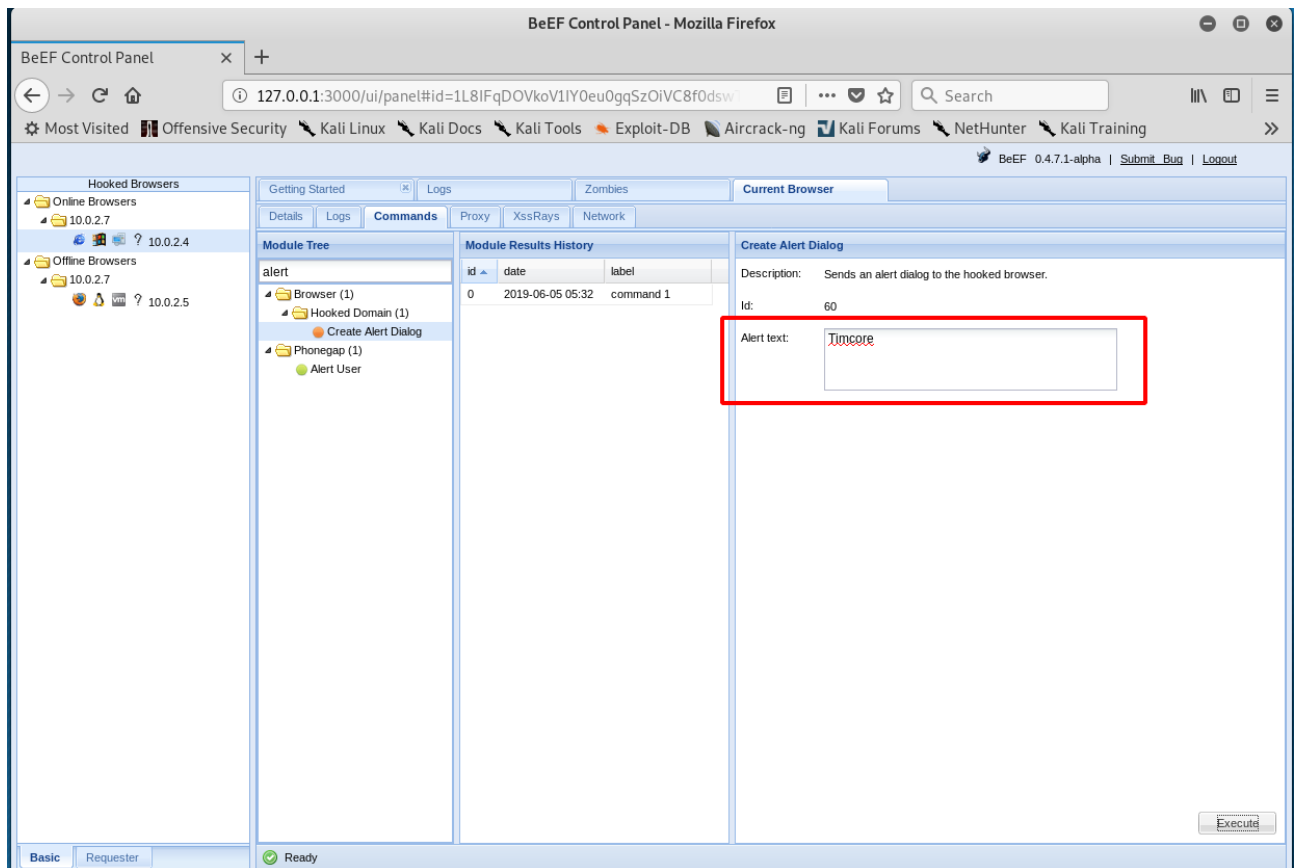 BeEF Control Panel - Mozilla Firefox
BeEF Control Panel
127.0.0.1:3000/ui/panel#id=1L8IFqDOVkoV1IY0eu0gqSzOiVC8f0dsw
Search
Most Visited Offensive Security Kali Linux Kali Docs Kali Tools Exploit-DB Aircrack-ng Kali Forums NetHunter Kali Training
BeEF 0.4.7.1-alpha | Submit Bug | Logout
Hooked Browsers
Online Browsers
10.0.2.7
? 10.0.2.4
Offline Browsers
10.0.2.7
? 10.0.2.5
Basic Requester
Getting Started Logs Zombies Current Browser
Details Logs Commands Proxy XssRays Network
Module Tree
alert
Browser (1)
Hooked Domain (1)
Create Alert Dialog
Phonegap (1)
Alert User
Module Results History
id date label
0 2019-06-05 05:32 command 1
Create Alert Dialog
Description: Sends an alert dialog to the hooked browser.
Id: 60
Alert text: Timcore
Execute
Ready